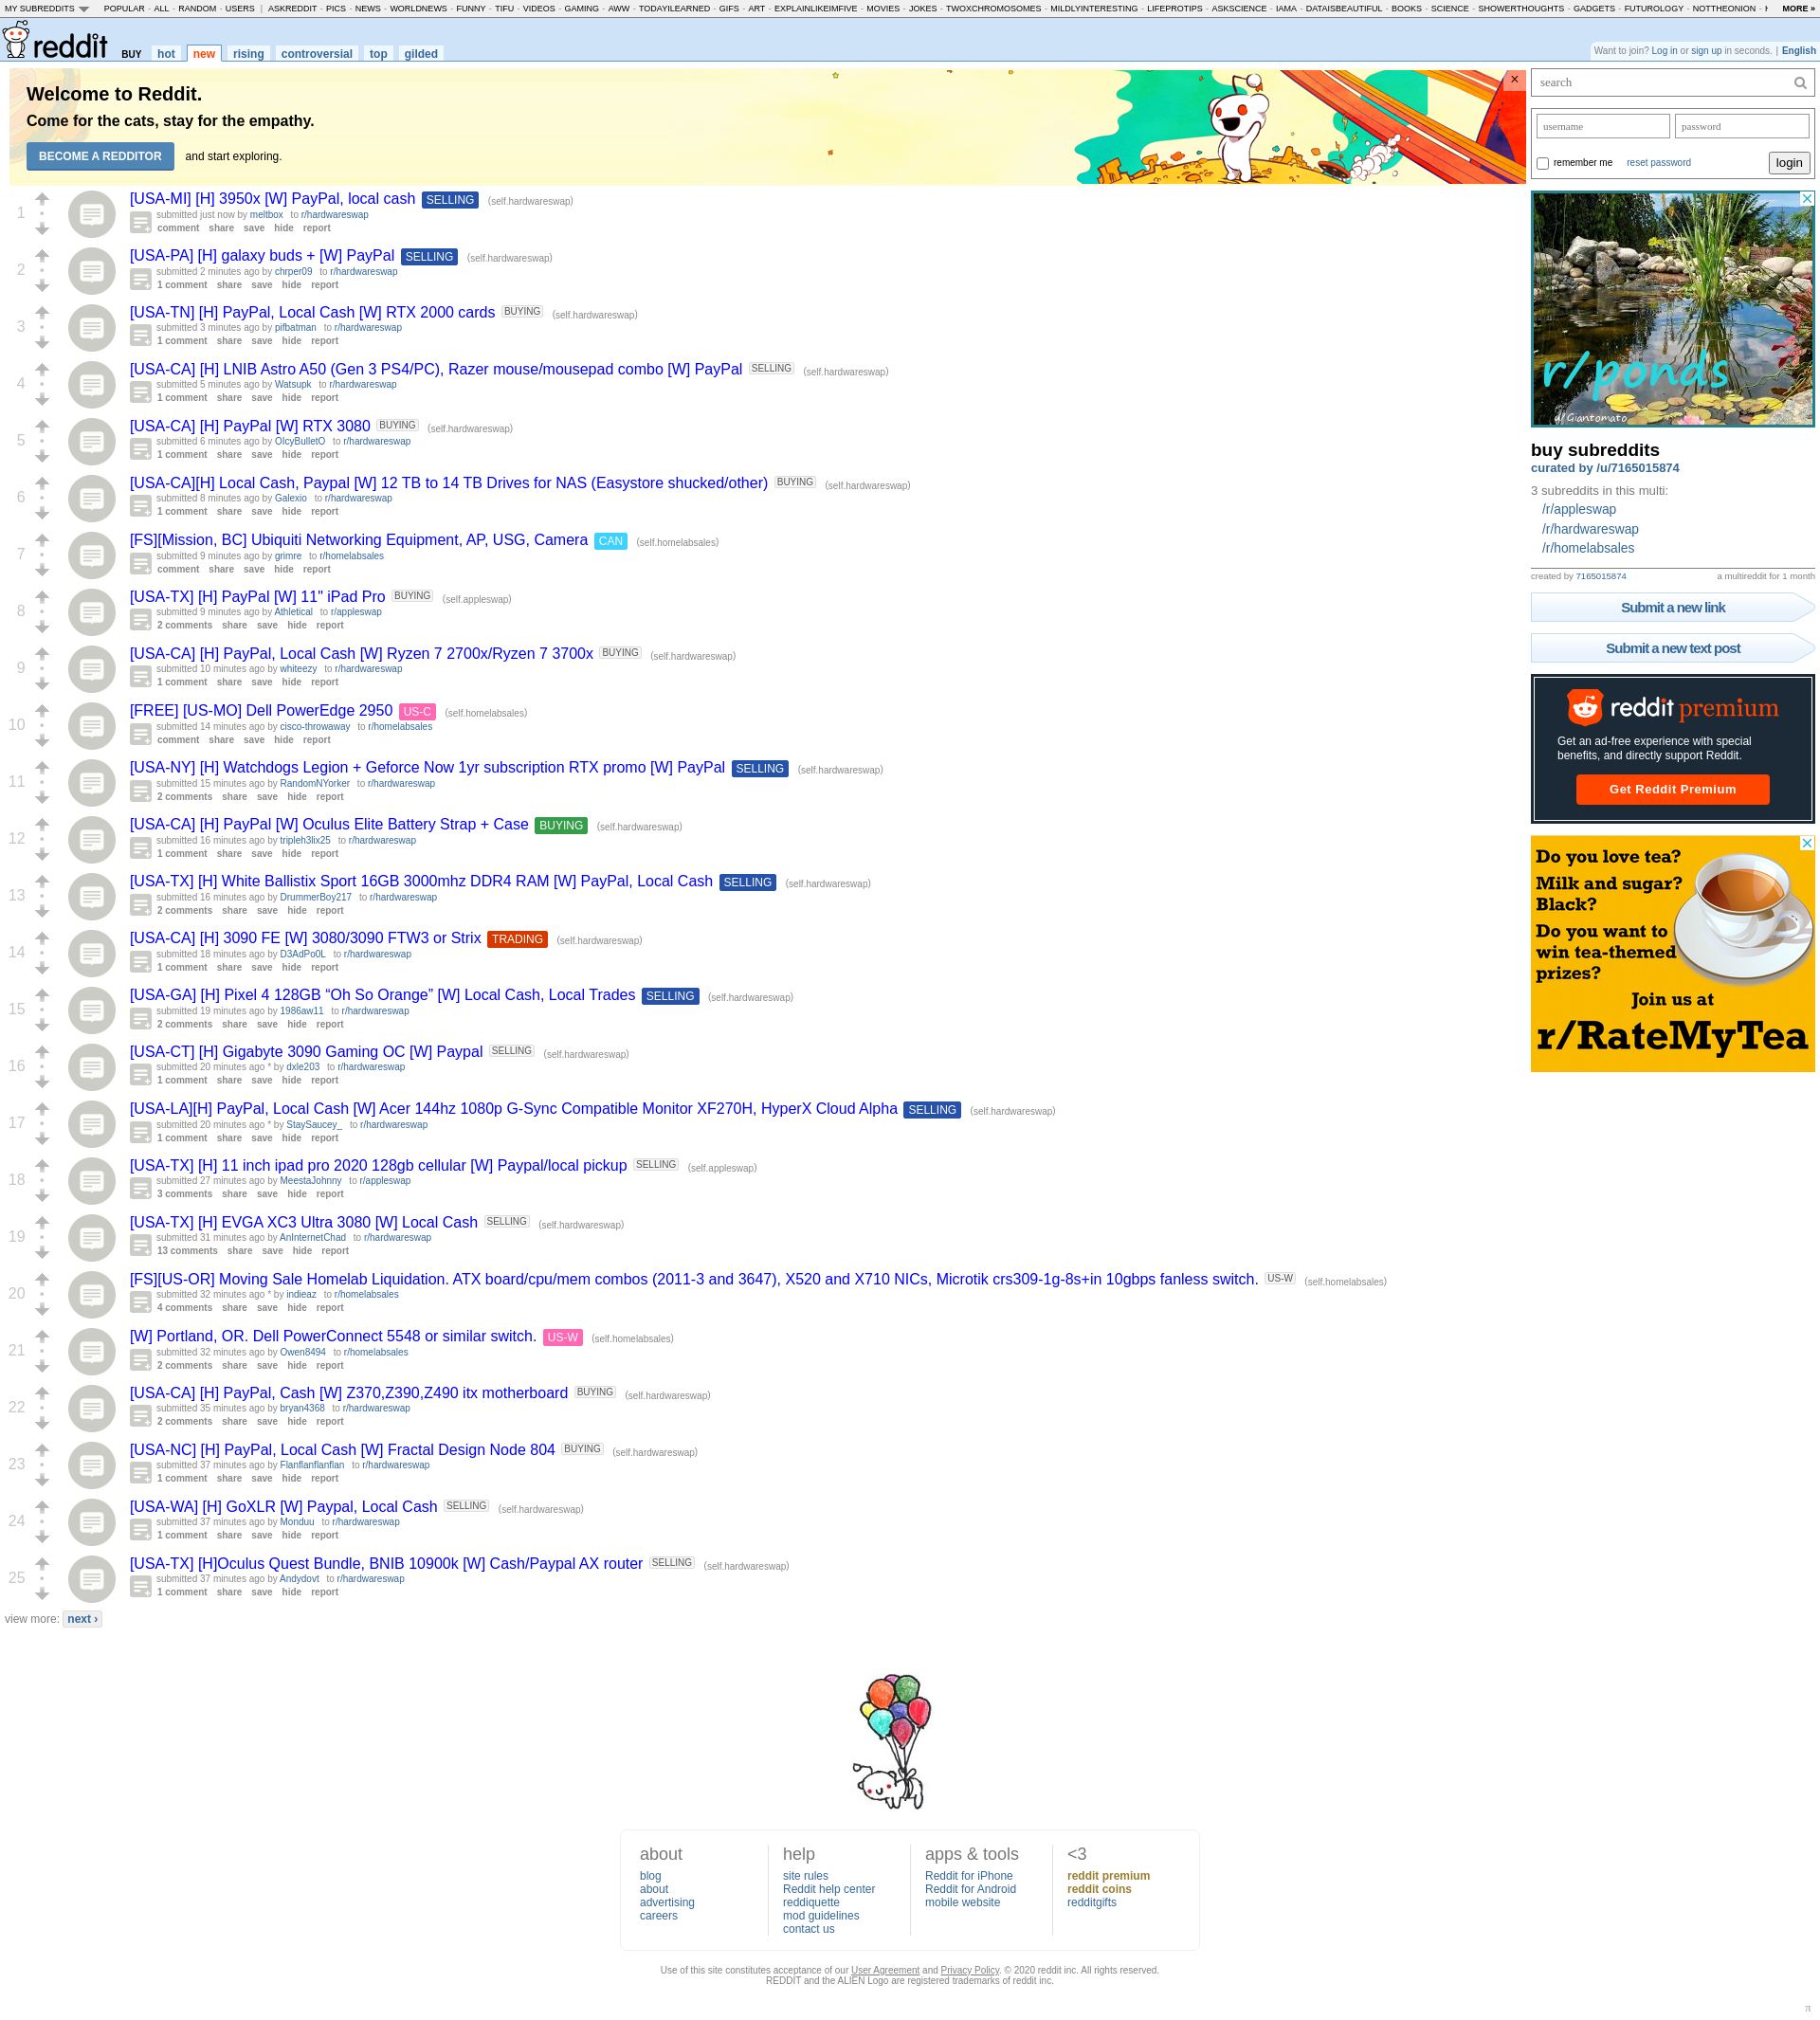 MY SUBREDDITS POPULAR - ALL - RANDOM - USERS | ASKREDDIT - PICS - NEWS - WORLDNEWS - FUNNY - TIFU - VIDEOS - GAMING - AWW - TODAYILEARNED - GIFS - ART - EXPLAINLIKEIMFIVE - MOVIES - JOKES - TWOXCHROMOSOMES - MILDLYINTERESTING - LIFEPROTIPS - ASKSCIENCE - IAMA - DATAISBEAUTIFUL - BOOKS - SCIENCE - SHOWERTHOUGHTS - GADGETS - FUTUROLOGY - NOTTHEONION - MORE »
reddit BUY hot new rising controversial top gilded
Want to join? Log in or sign up in seconds. | English
Welcome to Reddit.
Come for the cats, stay for the empathy.
BECOME A REDDITOR and start exploring.
×
1
[USA-MI] [H] 3950x [W] PayPal, local cash SELLING (self.hardwareswap)
submitted just now by meltbox to r/hardwareswap
comment share save hide report
2
[USA-PA] [H] galaxy buds + [W] PayPal SELLING (self.hardwareswap)
submitted 2 minutes ago by chrper09 to r/hardwareswap
1 comment share save hide report
3
[USA-TN] [H] PayPal, Local Cash [W] RTX 2000 cards BUYING (self.hardwareswap)
submitted 3 minutes ago by pifbatman to r/hardwareswap
1 comment share save hide report
4
[USA-CA] [H] LNIB Astro A50 (Gen 3 PS4/PC), Razer mouse/mousepad combo [W] PayPal SELLING (self.hardwareswap)
submitted 5 minutes ago by Watsupk to r/hardwareswap
1 comment share save hide report
5
[USA-CA] [H] PayPal [W] RTX 3080 BUYING (self.hardwareswap)
submitted 6 minutes ago by OIcyBulletO to r/hardwareswap
1 comment share save hide report
6
[USA-CA][H] Local Cash, Paypal [W] 12 TB to 14 TB Drives for NAS (Easystore shucked/other) BUYING (self.hardwareswap)
submitted 8 minutes ago by Galexio to r/hardwareswap
1 comment share save hide report
7
[FS][Mission, BC] Ubiquiti Networking Equipment, AP, USG, Camera CAN (self.homelabsales)
submitted 9 minutes ago by grimre to r/homelabsales
comment share save hide report
8
[USA-TX] [H] PayPal [W] 11" iPad Pro BUYING (self.appleswap)
submitted 9 minutes ago by Athletical to r/appleswap
2 comments share save hide report
9
[USA-CA] [H] PayPal, Local Cash [W] Ryzen 7 2700x/Ryzen 7 3700x BUYING (self.hardwareswap)
submitted 10 minutes ago by whiteezy to r/hardwareswap
1 comment share save hide report
10
[FREE] [US-MO] Dell PowerEdge 2950 US-C (self.homelabsales)
submitted 14 minutes ago by cisco-throwaway to r/homelabsales
comment share save hide report
11
[USA-NY] [H] Watchdogs Legion + Geforce Now 1yr subscription RTX promo [W] PayPal SELLING (self.hardwareswap)
submitted 15 minutes ago by RandomNYorker to r/hardwareswap
2 comments share save hide report
12
[USA-CA] [H] PayPal [W] Oculus Elite Battery Strap + Case BUYING (self.hardwareswap)
submitted 16 minutes ago by tripleh3lix25 to r/hardwareswap
1 comment share save hide report
13
[USA-TX] [H] White Ballistix Sport 16GB 3000mhz DDR4 RAM [W] PayPal, Local Cash SELLING (self.hardwareswap)
submitted 16 minutes ago by DrummerBoy217 to r/hardwareswap
2 comments share save hide report
14
[USA-CA] [H] 3090 FE [W] 3080/3090 FTW3 or Strix TRADING (self.hardwareswap)
submitted 18 minutes ago by D3AdPo0L to r/hardwareswap
1 comment share save hide report
15
[USA-GA] [H] Pixel 4 128GB “Oh So Orange” [W] Local Cash, Local Trades SELLING (self.hardwareswap)
submitted 19 minutes ago by 1986aw11 to r/hardwareswap
2 comments share save hide report
16
[USA-CT] [H] Gigabyte 3090 Gaming OC [W] Paypal SELLING (self.hardwareswap)
submitted 20 minutes ago * by dxle203 to r/hardwareswap
1 comment share save hide report
17
[USA-LA][H] PayPal, Local Cash [W] Acer 144hz 1080p G-Sync Compatible Monitor XF270H, HyperX Cloud Alpha SELLING (self.hardwareswap)
submitted 20 minutes ago * by StaySaucey_ to r/hardwareswap
1 comment share save hide report
18
[USA-TX] [H] 11 inch ipad pro 2020 128gb cellular [W] Paypal/local pickup SELLING (self.appleswap)
submitted 27 minutes ago by MeestaJohnny to r/appleswap
3 comments share save hide report
19
[USA-TX] [H] EVGA XC3 Ultra 3080 [W] Local Cash SELLING (self.hardwareswap)
submitted 31 minutes ago by AnInternetChad to r/hardwareswap
13 comments share save hide report
20
[FS][US-OR] Moving Sale Homelab Liquidation. ATX board/cpu/mem combos (2011-3 and 3647), X520 and X710 NICs, Microtik crs309-1g-8s+in 10gbps fanless switch. US-W (self.homelabsales)
submitted 32 minutes ago * by indieaz to r/homelabsales
4 comments share save hide report
21
[W] Portland, OR. Dell PowerConnect 5548 or similar switch. US-W (self.homelabsales)
submitted 32 minutes ago by Owen8494 to r/homelabsales
2 comments share save hide report
22
[USA-CA] [H] PayPal, Cash [W] Z370,Z390,Z490 itx motherboard BUYING (self.hardwareswap)
submitted 35 minutes ago by bryan4368 to r/hardwareswap
2 comments share save hide report
23
[USA-NC] [H] PayPal, Local Cash [W] Fractal Design Node 804 BUYING (self.hardwareswap)
submitted 37 minutes ago by Flanflanflanflan to r/hardwareswap
1 comment share save hide report
24
[USA-WA] [H] GoXLR [W] Paypal, Local Cash SELLING (self.hardwareswap)
submitted 37 minutes ago by Monduu to r/hardwareswap
1 comment share save hide report
25
[USA-TX] [H]Oculus Quest Bundle, BNIB 10900k [W] Cash/Paypal AX router SELLING (self.hardwareswap)
submitted 37 minutes ago by Andydovt to r/hardwareswap
1 comment share save hide report
view more: next ›
search
username password
remember me reset password login
r/ponds
u/Giantomato
buy subreddits
curated by /u/7165015874
3 subreddits in this multi:
/r/appleswap
/r/hardwareswap
/r/homelabsales
created by 7165015874 a multireddit for 1 month
Submit a new link
Submit a new text post
reddit premium
Get an ad-free experience with special
benefits, and directly support Reddit.
Get Reddit Premium
Do you love tea?
Milk and sugar?
Black?
Do you want to
win tea-themed
prizes?
Join us at
r/RateMyTea
about
blog
about
advertising
careers
help
site rules
Reddit help center
reddiquette
mod guidelines
contact us
apps & tools
Reddit for iPhone
Reddit for Android
mobile website
<3
reddit premium
reddit coins
redditgifts
Use of this site constitutes acceptance of our User Agreement and Privacy Policy. © 2020 reddit inc. All rights reserved.
REDDIT and the ALIEN Logo are registered trademarks of reddit inc.
π